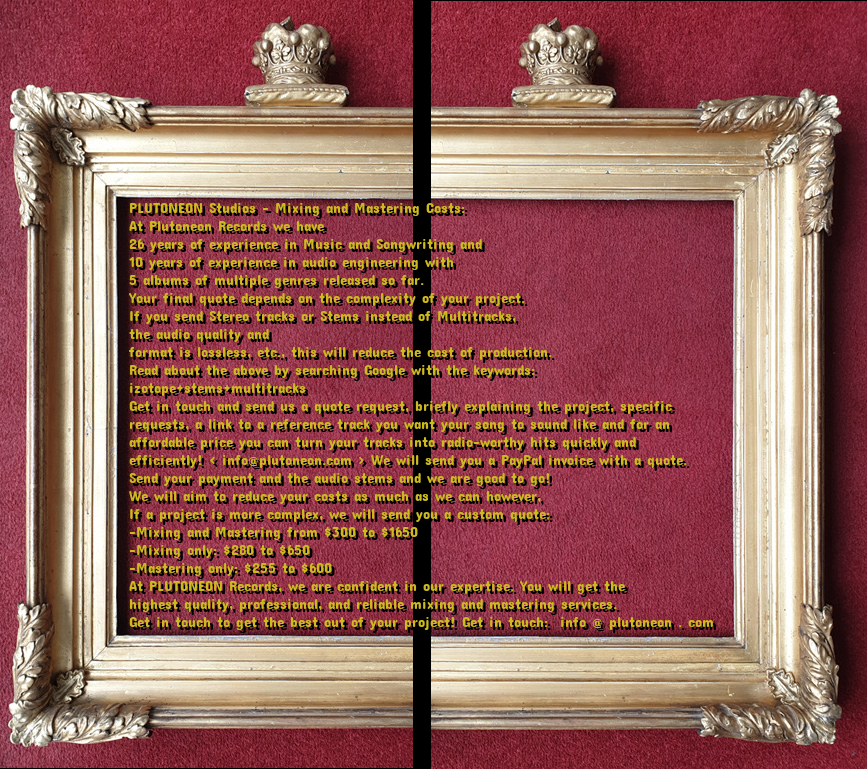 PLUTONEON Studios - Mixing and Mastering Costs:
At Plutoneon Records we have
26 years of experience in Music and Songwriting and
10 years of experience in audio engineering with
5 albums of multiple genres released so far.
Your final quote depends on the complexity of your project.
If you send Stereo tracks or Stems instead of Multitracks,
the audio quality and
format is lossless, etc., this will reduce the cost of production.
Read about the above by searching Google with the keywords:
izotope+stems+multitracks
Get in touch and send us a quote request, briefly explaining the project, specific
requests, a link to a reference track you want your song to sound like and for an
affordable price you can turn your tracks into radio-worthy hits quickly and
efficiently! < info@plutoneon.com > We will send you a PayPal invoice with a quote.
Send your payment and the audio stems and we are good to go!
We will aim to reduce your costs as much as we can however,
If a project is more complex, we will send you a custom quote:
-Mixing and Mastering from $300 to $1650
-Mixing only: $280 to $650
-Mastering only: $255 to $600
At PLUTONEON Records, we are confident in our expertise. You will get the
highest quality, professional, and reliable mixing and mastering services.
Get in touch to get the best out of your project! Get in touch: info @ plutoneon . com